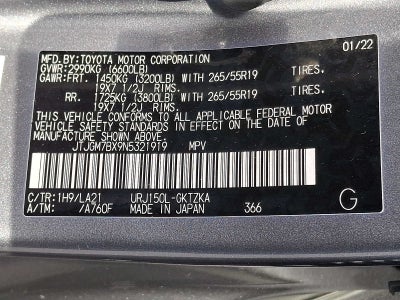 MFD.BY:TOYOTA MOTOR CORPORATION 01/22
GVWR:2990KG (6600LB)
GAWR:FRT. 1450KG (3200LB) WITH 265/55R19 TIRES.
19X7 1/2J RIMS.
RR. 1725KG (3800LB) WITH 265/55R19 TIRES.
19X7 1/2J RIMS.
THIS VEHICLE CONFORMS TO ALL APPLICABLE FEDERAL MOTOR
VEHICLE SAFETY STANDARDS IN EFFECT ON THE DATE OF
MANUFACTURE SHOWN ABOVE.
JTJGM7BX9N5321919 MPV
C/TR:1H9/LA21 URJ150L-GKTZKA
A/TM: /A760F MADE IN JAPAN 366 G